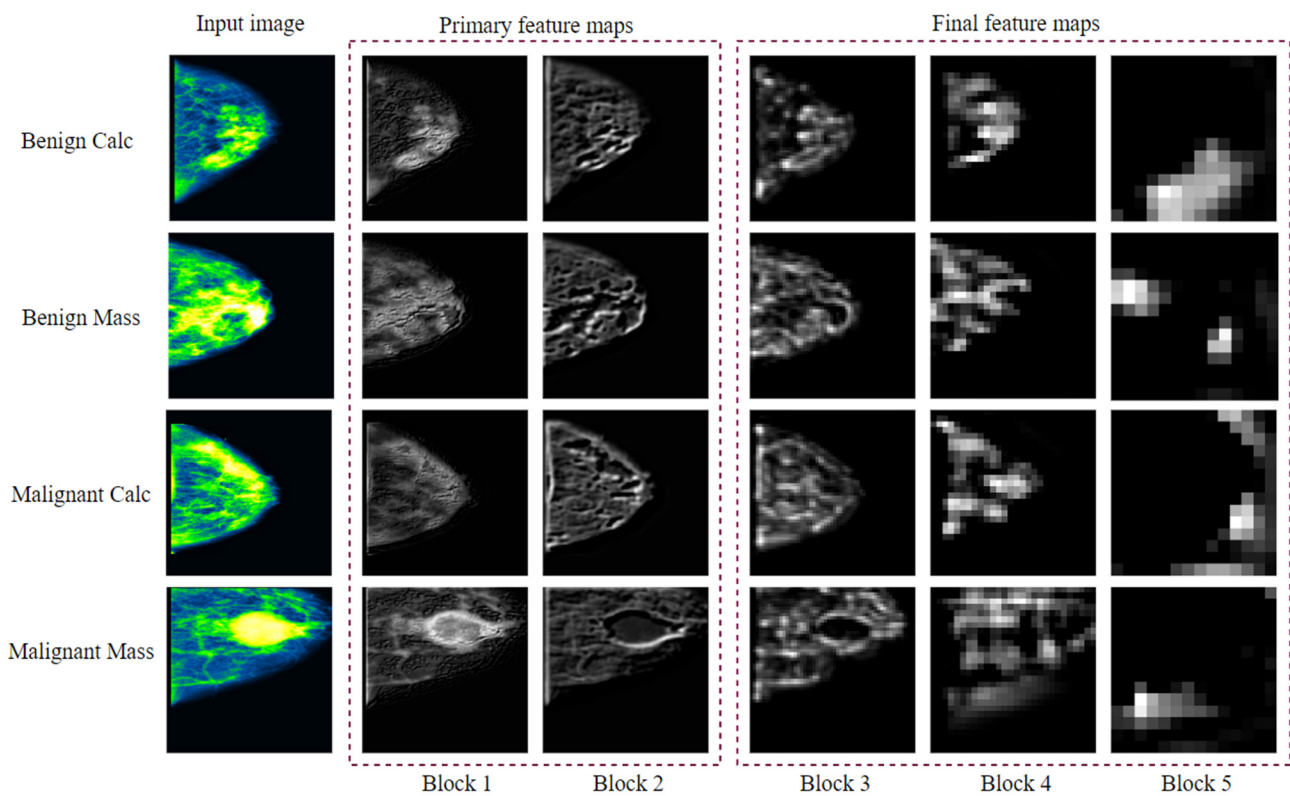 Input image
Primary feature maps
Final feature maps
Benign Calc
Benign Mass
Malignant Calc
Malignant Mass
Block 1
Block 2
Block 3
Block 4
Block 5